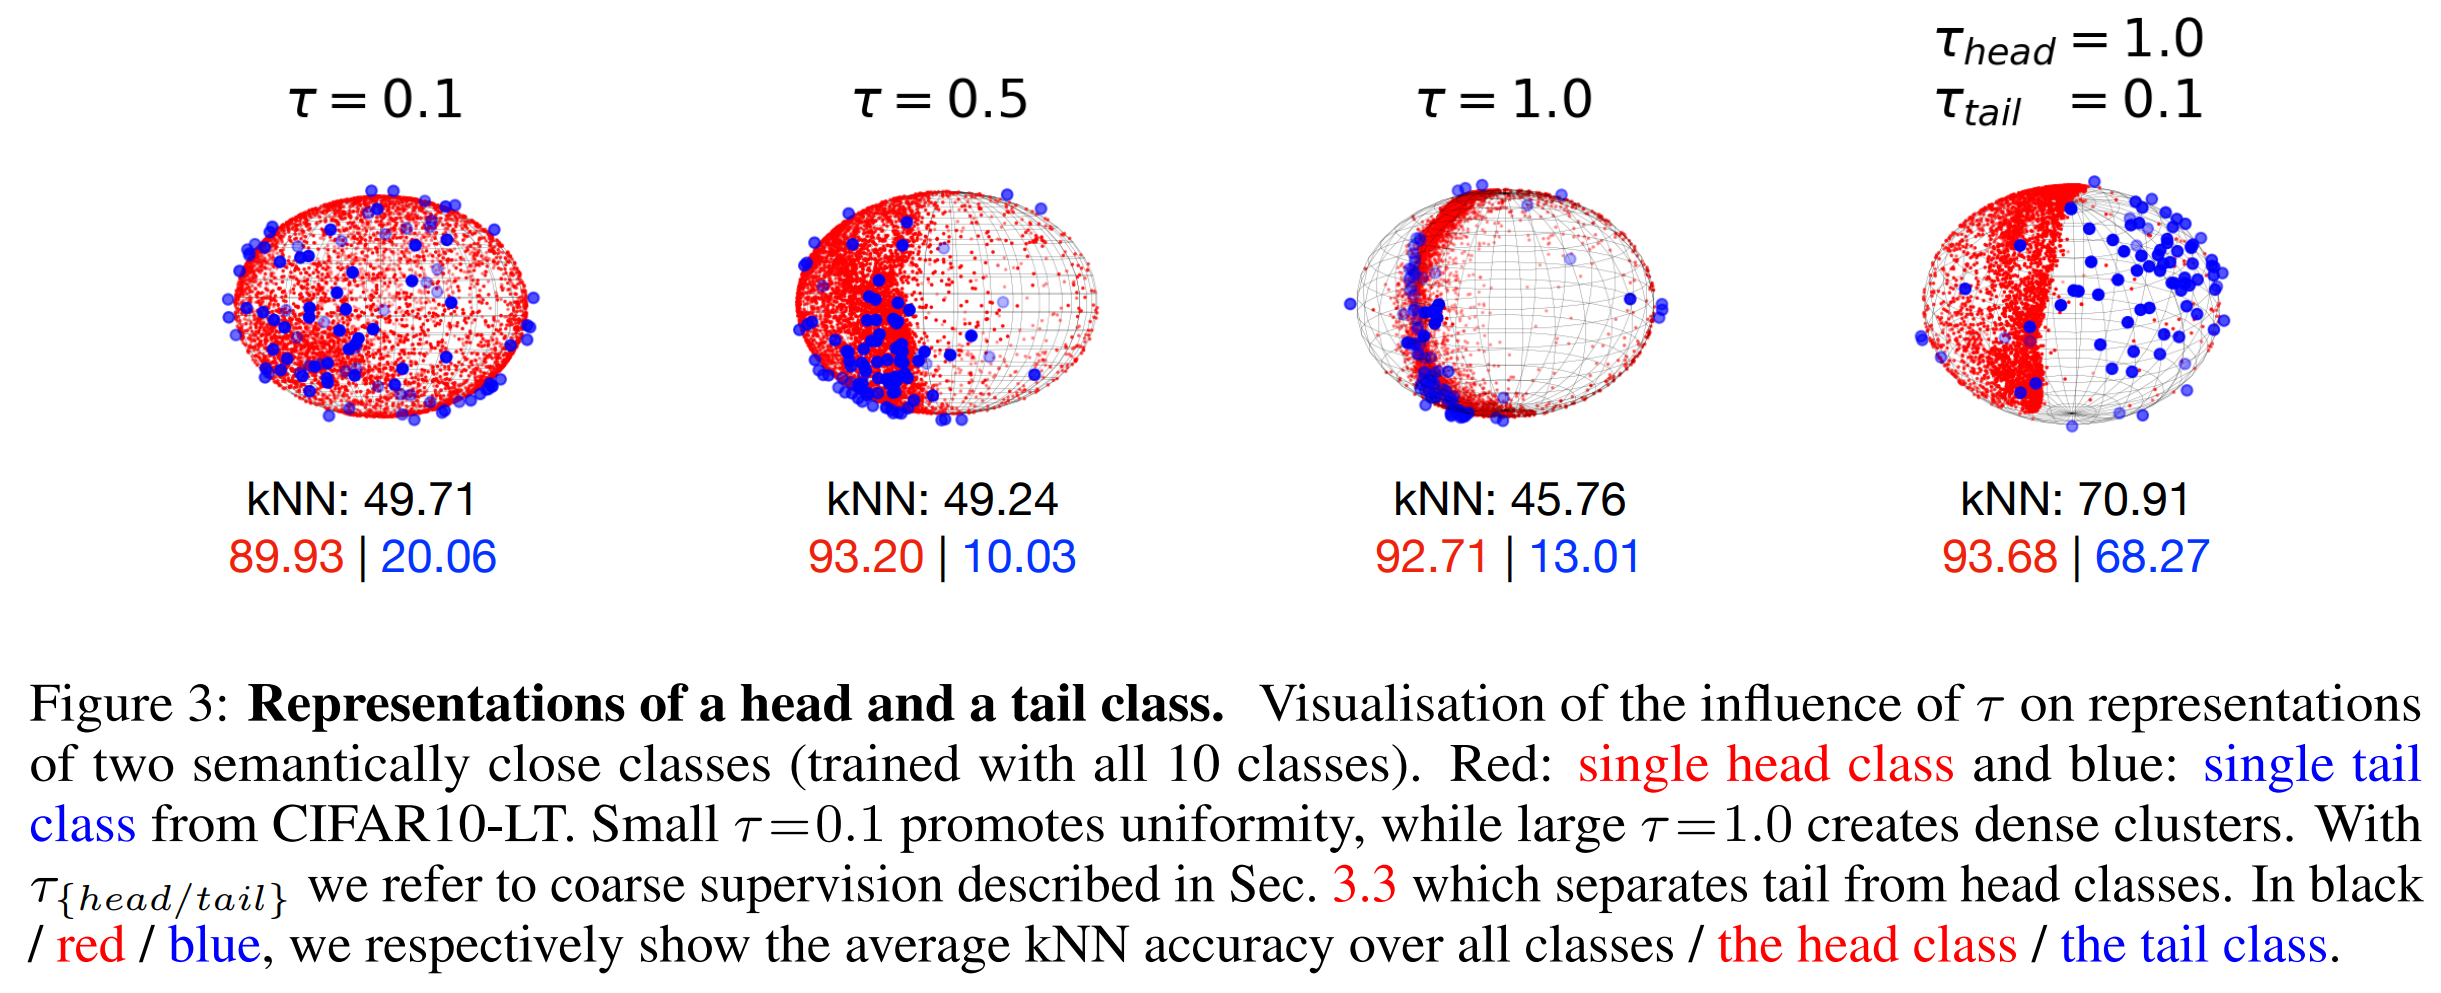 τ = 0.1
τ = 0.5
τ = 1.0
τ_head = 1.0
τ_tail = 0.1
kNN: 49.71
89.93 | 20.06
kNN: 49.24
93.20 | 10.03
kNN: 45.76
92.71 | 13.01
kNN: 70.91
93.68 | 68.27
Figure 3: Representations of a head and a tail class. Visualisation of the influence of τ on representations
of two semantically close classes (trained with all 10 classes). Red: single head class and blue: single tail
class from CIFAR10-LT. Small τ=0.1 promotes uniformity, while large τ=1.0 creates dense clusters. With
τ_{head/tail} we refer to coarse supervision described in Sec. 3.3 which separates tail from head classes. In black
/ red / blue, we respectively show the average kNN accuracy over all classes / the head class / the tail class.